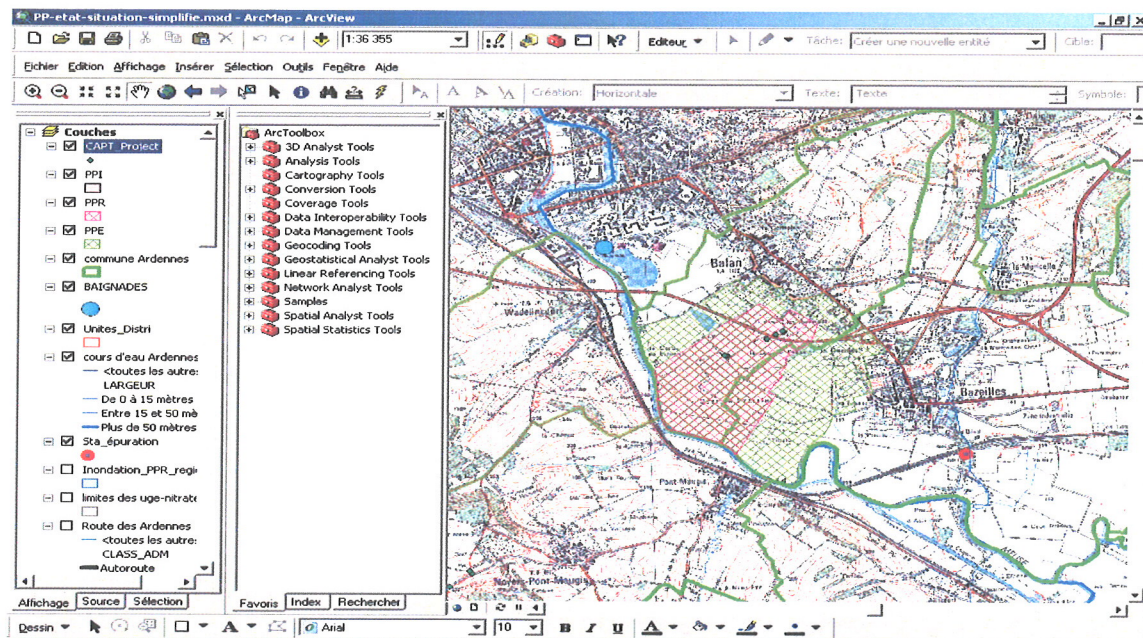 PP-etat-situation-simplifie.mxd - ArcMap - ArcView
1:36 355
Editeur
Tâche:
Créer une nouvelle entité
Cible:
Fichier Edition Affichage Insérer Sélection Outils Fenêtre Aide
Création:
Horizontale
Texte:
Texte
Symbole:
Couches
CAPT_Project
PPI
PPR
PPE
commune Ardennes
BAIGNADES
Unites_Distri
cours d'eau Ardennes
<toutes les autre:
LARGEUR
De 0 à 15 mètres
Entre 15 et 50 mè
Plus de 50 mètres
Sta_épuration
Inondation_PPR_regi
limites des uge-nitrate
Route des Ardennes
<toutes les autre:
CLASS_ADM
Autoroute
Affichage Source Sélection
ArcToolbox
3D Analyst Tools
Analysis Tools
Cartography Tools
Conversion Tools
Coverage Tools
Data Interoperability Tools
Data Management Tools
Geocoding Tools
Geostatistical Analyst Tools
Linear Referencing Tools
Network Analyst Tools
Samples
Spatial Analyst Tools
Spatial Statistics Tools
Favoris Index Rechercher
Balan
Wadelincourt
Bazeilles
Pont-Maugis
Noyers-Pont-Maugis
Dessin
A
Arial
10
B I U
A